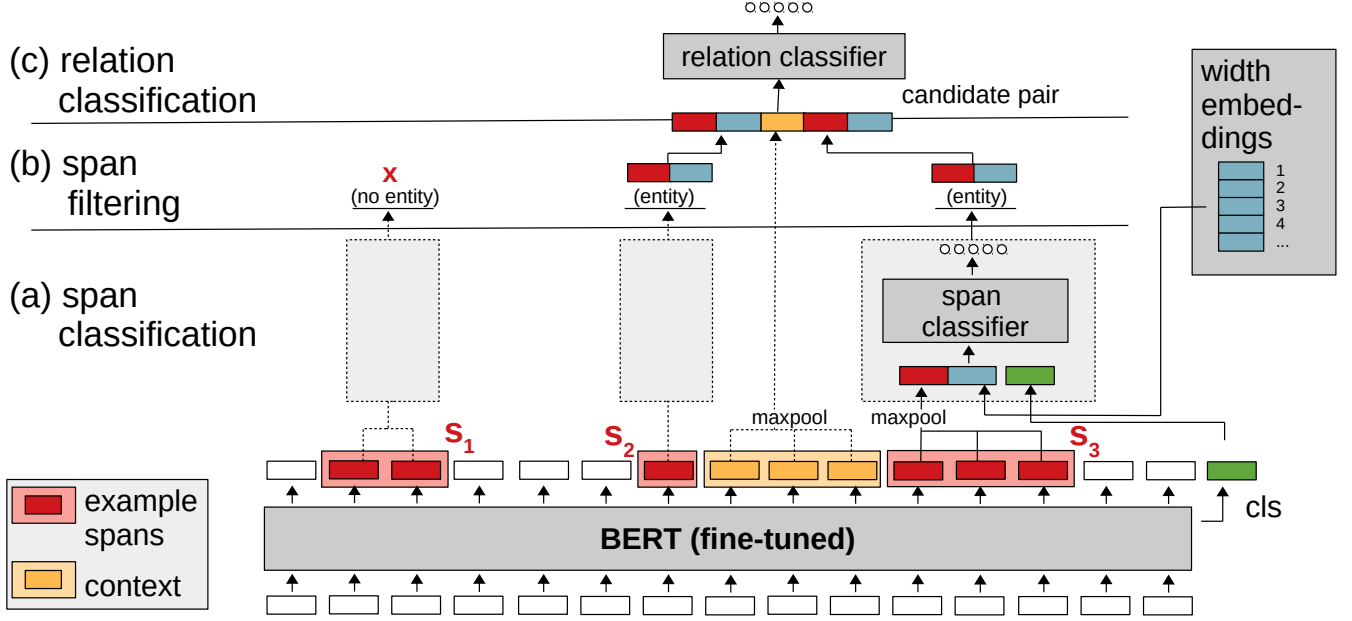 (c) relation
classification
relation classifier
candidate pair
width
embed-
dings
1
2
3
4
...
(b) span
filtering
x
(no entity)
(entity)
(entity)
(a) span
classification
span
classifier
maxpool
maxpool
s1
s2
s3
cls
BERT (fine-tuned)
example
spans
context